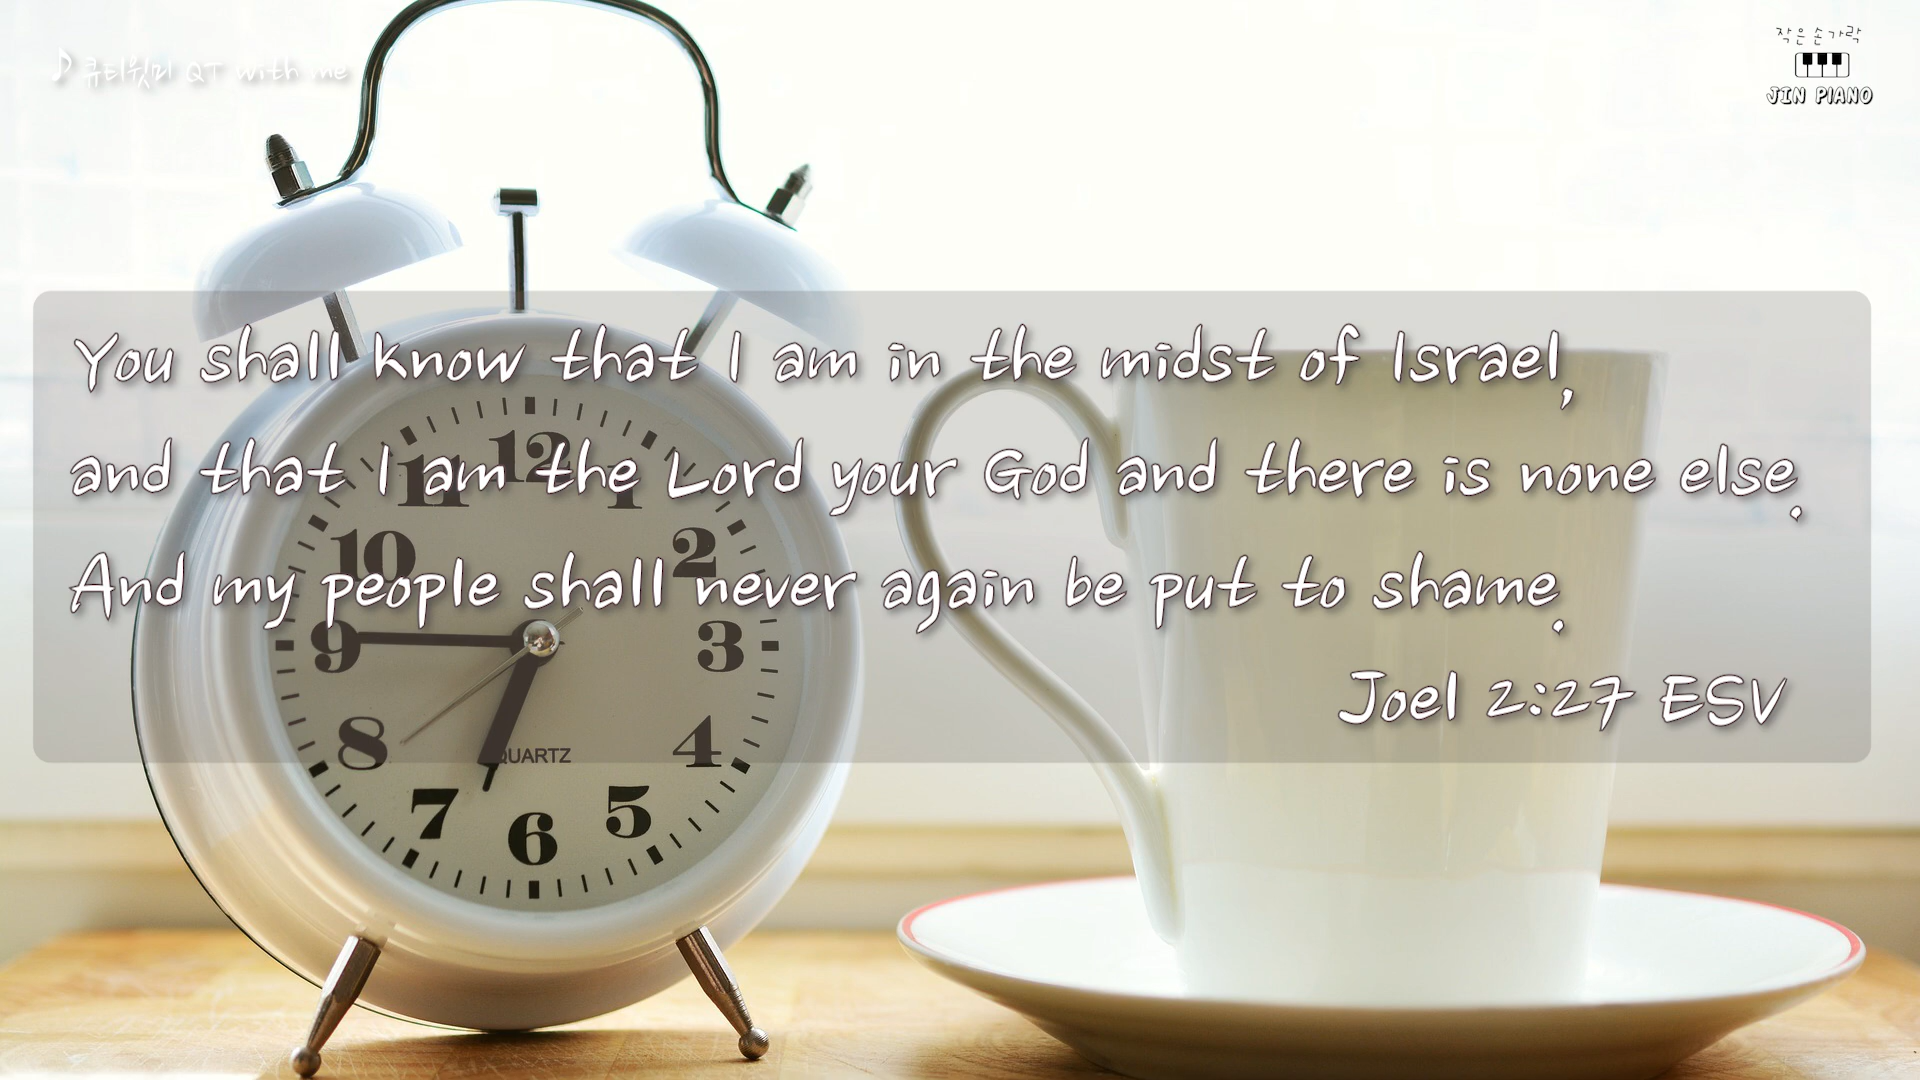 ♪ 큐티윗미 QT with me
작은손가락
JIN PIANO
You shall know that I am in the midst of Israel,
and that I am the Lord your God and there is none else.
And my people shall never again be put to shame.
Joel 2:27 ESV
12
11
1
10
2
9
3
8
4
QUARTZ
7
5
6